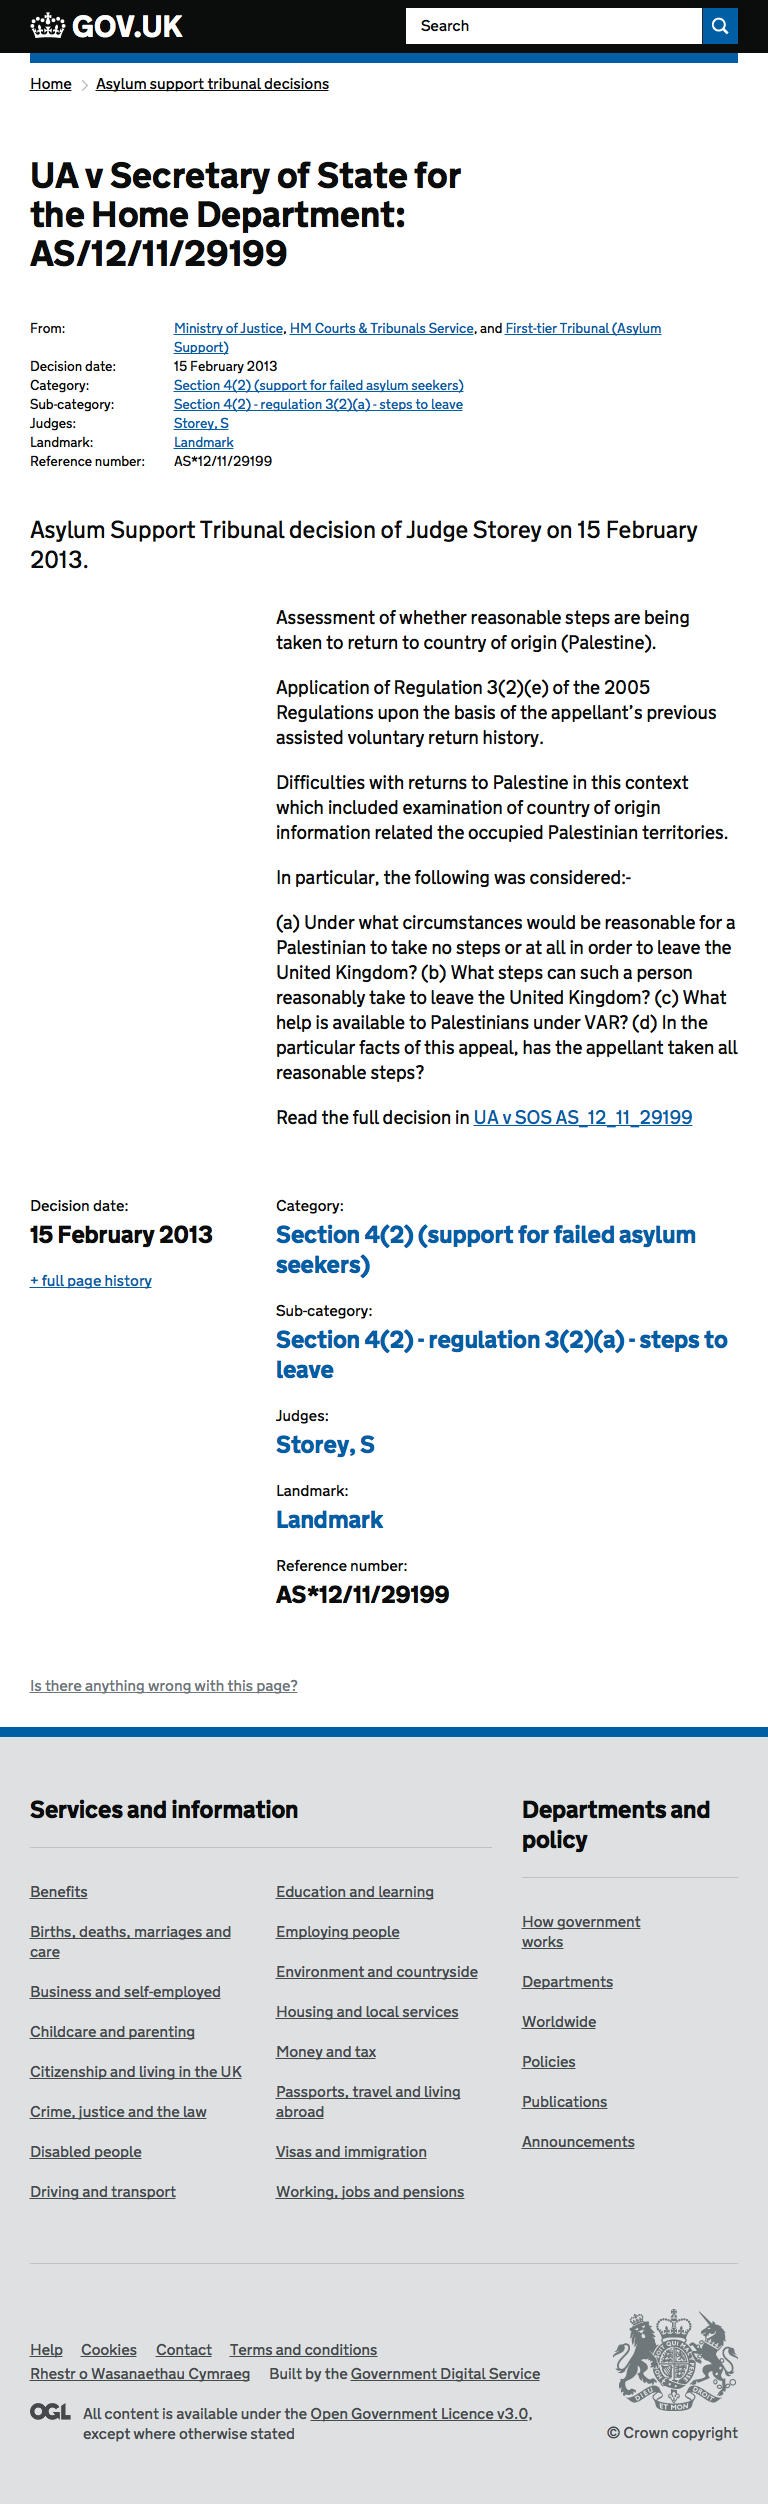 GOV.UK
Search
Home
Asylum support tribunal decisions
UA v Secretary of State for
the Home Department:
AS/12/11/29199
From: Ministry of Justice, HM Courts & Tribunals Service, and First-tier Tribunal (Asylum
Support)
Decision date: 15 February 2013
Category: Section 4(2) (support for failed asylum seekers)
Sub-category: Section 4(2) - regulation 3(2)(a) - steps to leave
Judges: Storey, S
Landmark: Landmark
Reference number: AS*12/11/29199
Asylum Support Tribunal decision of Judge Storey on 15 February
2013.
Assessment of whether reasonable steps are being
taken to return to country of origin (Palestine).
Application of Regulation 3(2)(e) of the 2005
Regulations upon the basis of the appellant’s previous
assisted voluntary return history.
Difficulties with returns to Palestine in this context
which included examination of country of origin
information related the occupied Palestinian territories.
In particular, the following was considered:-
(a) Under what circumstances would be reasonable for a
Palestinian to take no steps or at all in order to leave the
United Kingdom? (b) What steps can such a person
reasonably take to leave the United Kingdom? (c) What
help is available to Palestinians under VAR? (d) In the
particular facts of this appeal, has the appellant taken all
reasonable steps?
Read the full decision in UA v SOS AS_12_11_29199
Decision date:
15 February 2013
+ full page history
Category:
Section 4(2) (support for failed asylum
seekers)
Sub-category:
Section 4(2) - regulation 3(2)(a) - steps to
leave
Judges:
Storey, S
Landmark:
Landmark
Reference number:
AS*12/11/29199
Is there anything wrong with this page?
Services and information
Benefits
Births, deaths, marriages and
care
Business and self-employed
Childcare and parenting
Citizenship and living in the UK
Crime, justice and the law
Disabled people
Driving and transport
Education and learning
Employing people
Environment and countryside
Housing and local services
Money and tax
Passports, travel and living
abroad
Visas and immigration
Working, jobs and pensions
Departments and
policy
How government
works
Departments
Worldwide
Policies
Publications
Announcements
Help Cookies Contact Terms and conditions
Rhestr o Wasanaethau Cymraeg Built by the Government Digital Service
OGL All content is available under the Open Government Licence v3.0,
except where otherwise stated
DIEU ET MON DROIT
© Crown copyright